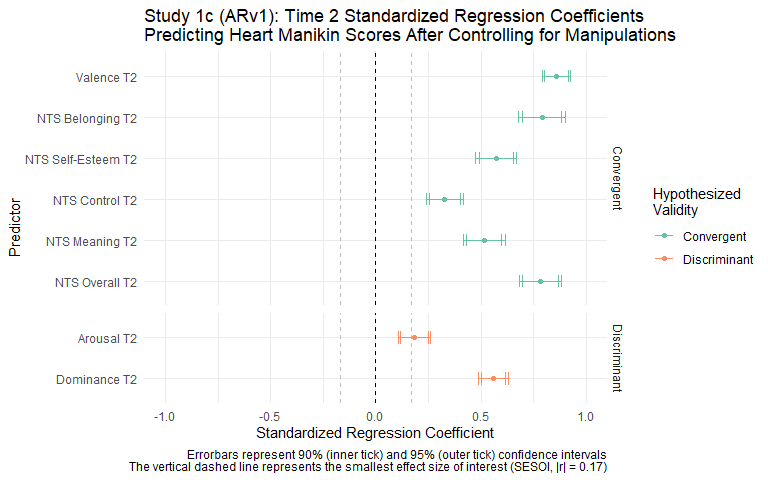 Study 1c (ARv1): Time 2 Standardized Regression Coefficients
Predicting Heart Manikin Scores After Controlling for Manipulations
Predictor
Valence T2
NTS Belonging T2
NTS Self-Esteem T2
NTS Control T2
NTS Meaning T2
NTS Overall T2
Convergent
Arousal T2
Dominance T2
Discriminant
-1.0 -0.5 0.0 0.5 1.0
Standardized Regression Coefficient
Hypothesized
Validity
Convergent
Discriminant
Errorbars represent 90% (inner tick) and 95% (outer tick) confidence intervals
The vertical dashed line represents the smallest effect size of interest (SESOI, |r| = 0.17)